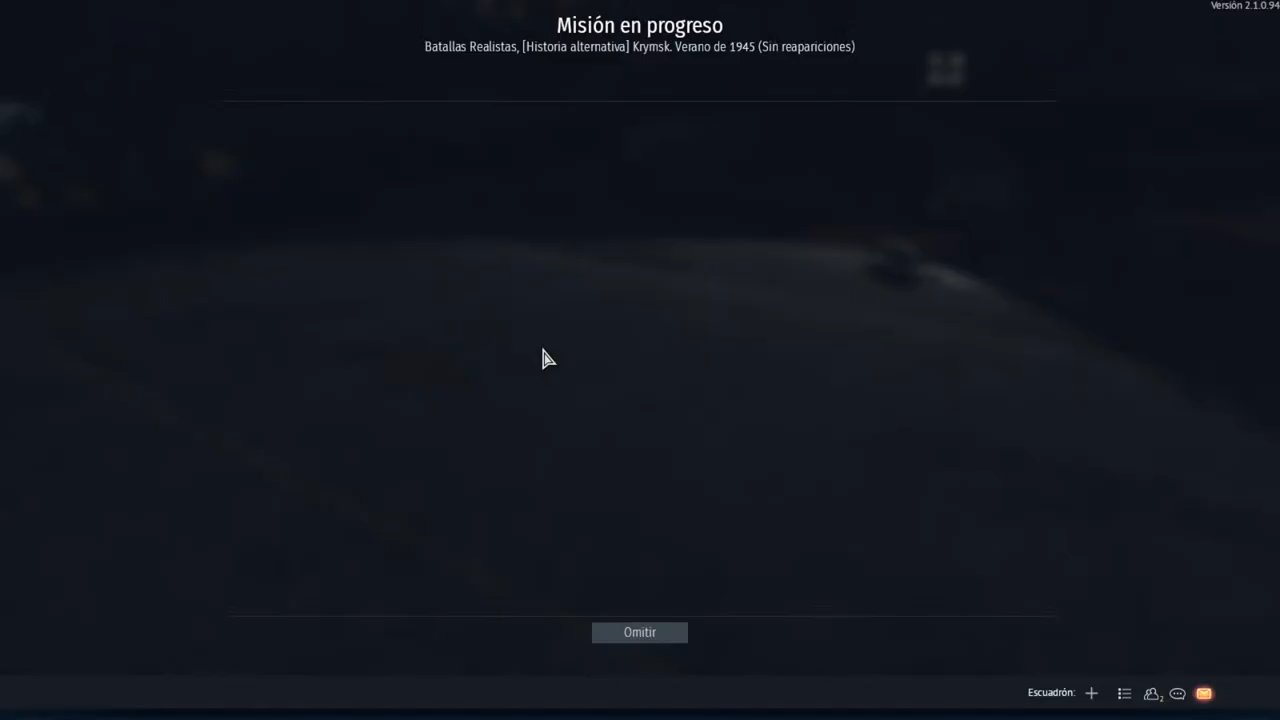 Versión 2.1.0.94
Misión en progreso
Batallas Realistas, [Historia alternativa] Krymsk. Verano de 1945 (Sin reapariciones)
Omitir
Escuadrón:
2